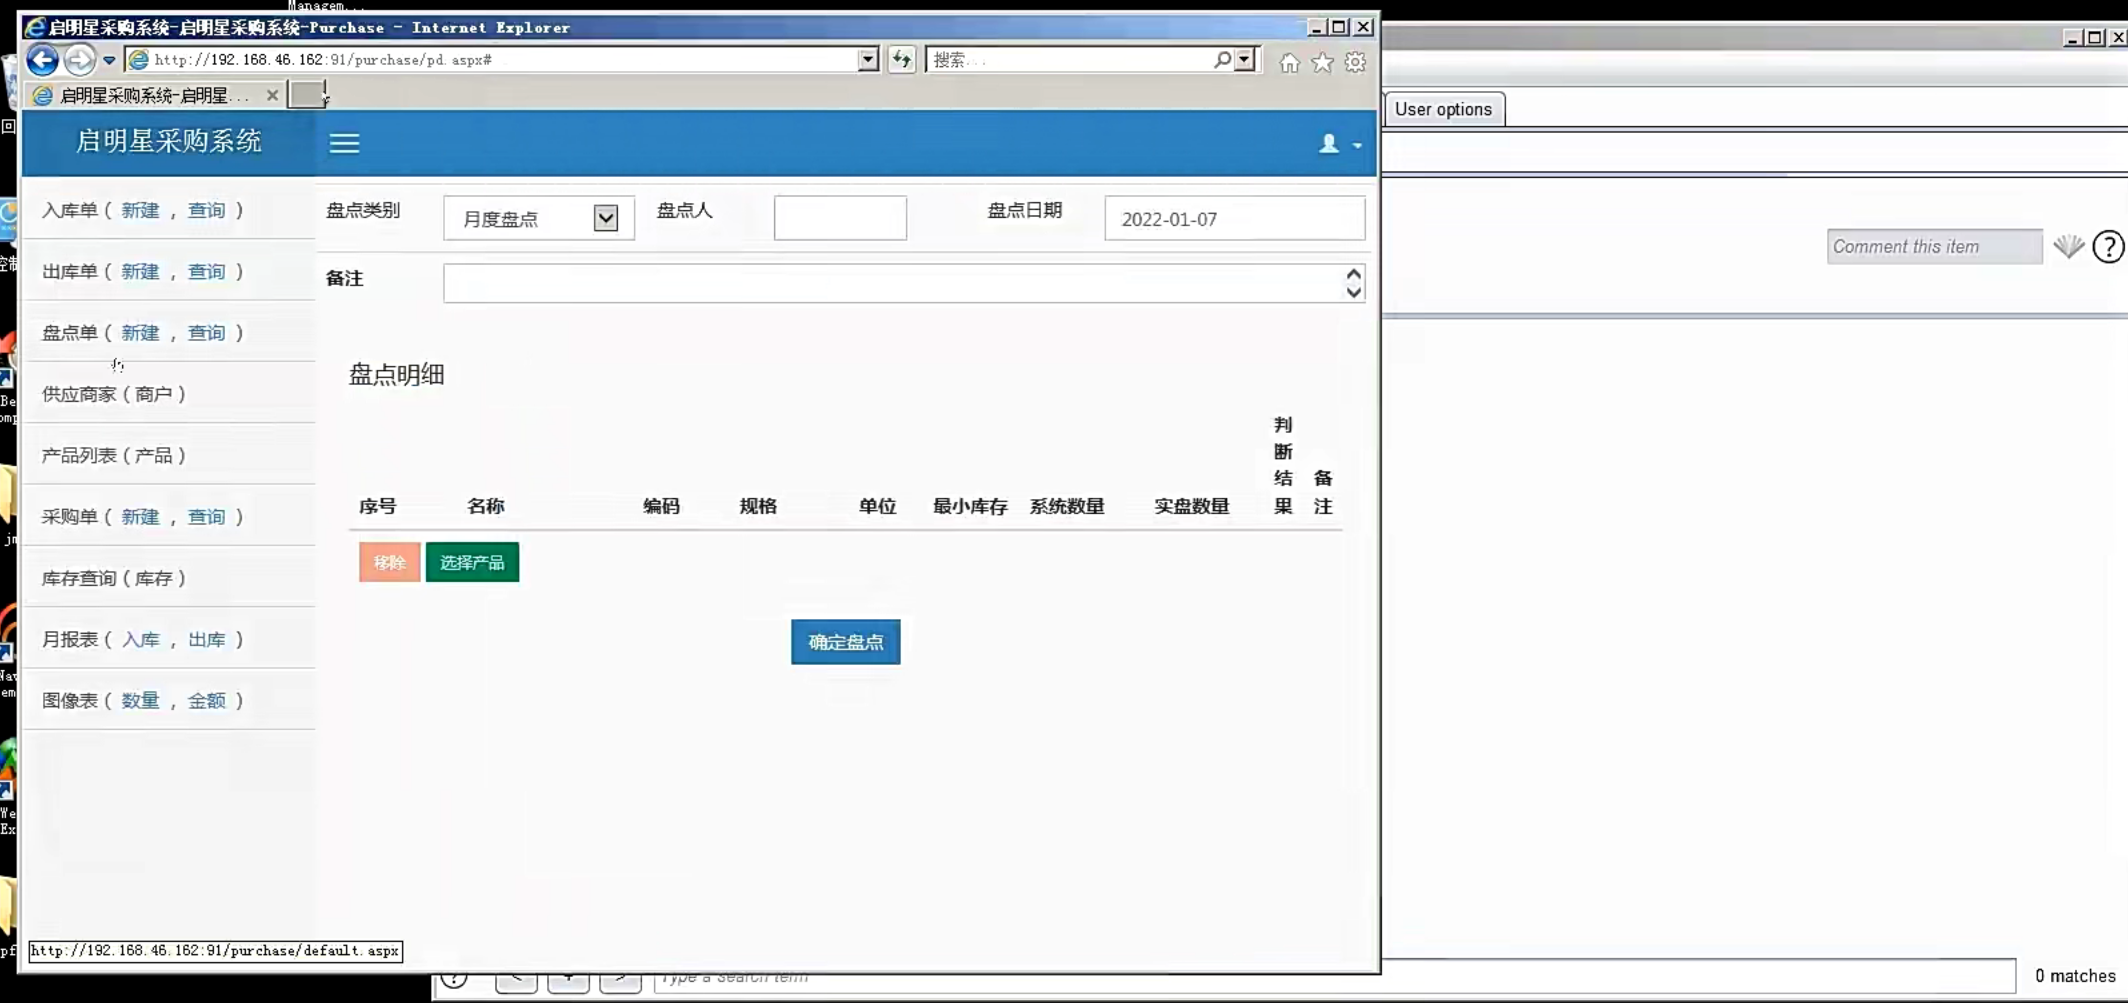 Managem...
启明星采购系统-启明星采购系统-Purchase - Internet Explorer
http://192.168.46.162:91/purchase/pd.aspx#
搜索...
启明星采购系统-启明星...
User options
启明星采购系统
入库单 ( 新建 , 查询 )
盘点类别
月度盘点
盘点人
盘点日期
2022-01-07
Comment this item
出库单 ( 新建 , 查询 )
备注
盘点单 ( 新建 , 查询 )
盘点明细
供应商家 ( 商户 )
产品列表 ( 产品 )
序号 名称 编码 规格 单位 最小库存 系统数量 实盘数量 判断结果 备注
采购单 ( 新建 , 查询 )
移除 选择产品
库存查询 ( 库存 )
月报表 ( 入库 , 出库 )
确定盘点
图像表 ( 数量 , 金额 )
http://192.168.46.162:91/purchase/default.aspx
Type a search term
0 matches